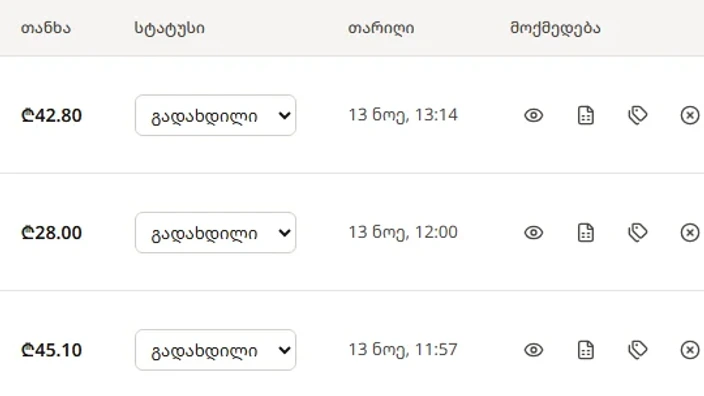 თანხა სტატუსი თარიღი მოქმედება
₾42.80 გადახდილი 13 ნოე, 13:14
₾28.00 გადახდილი 13 ნოე, 12:00
₾45.10 გადახდილი 13 ნოე, 11:57